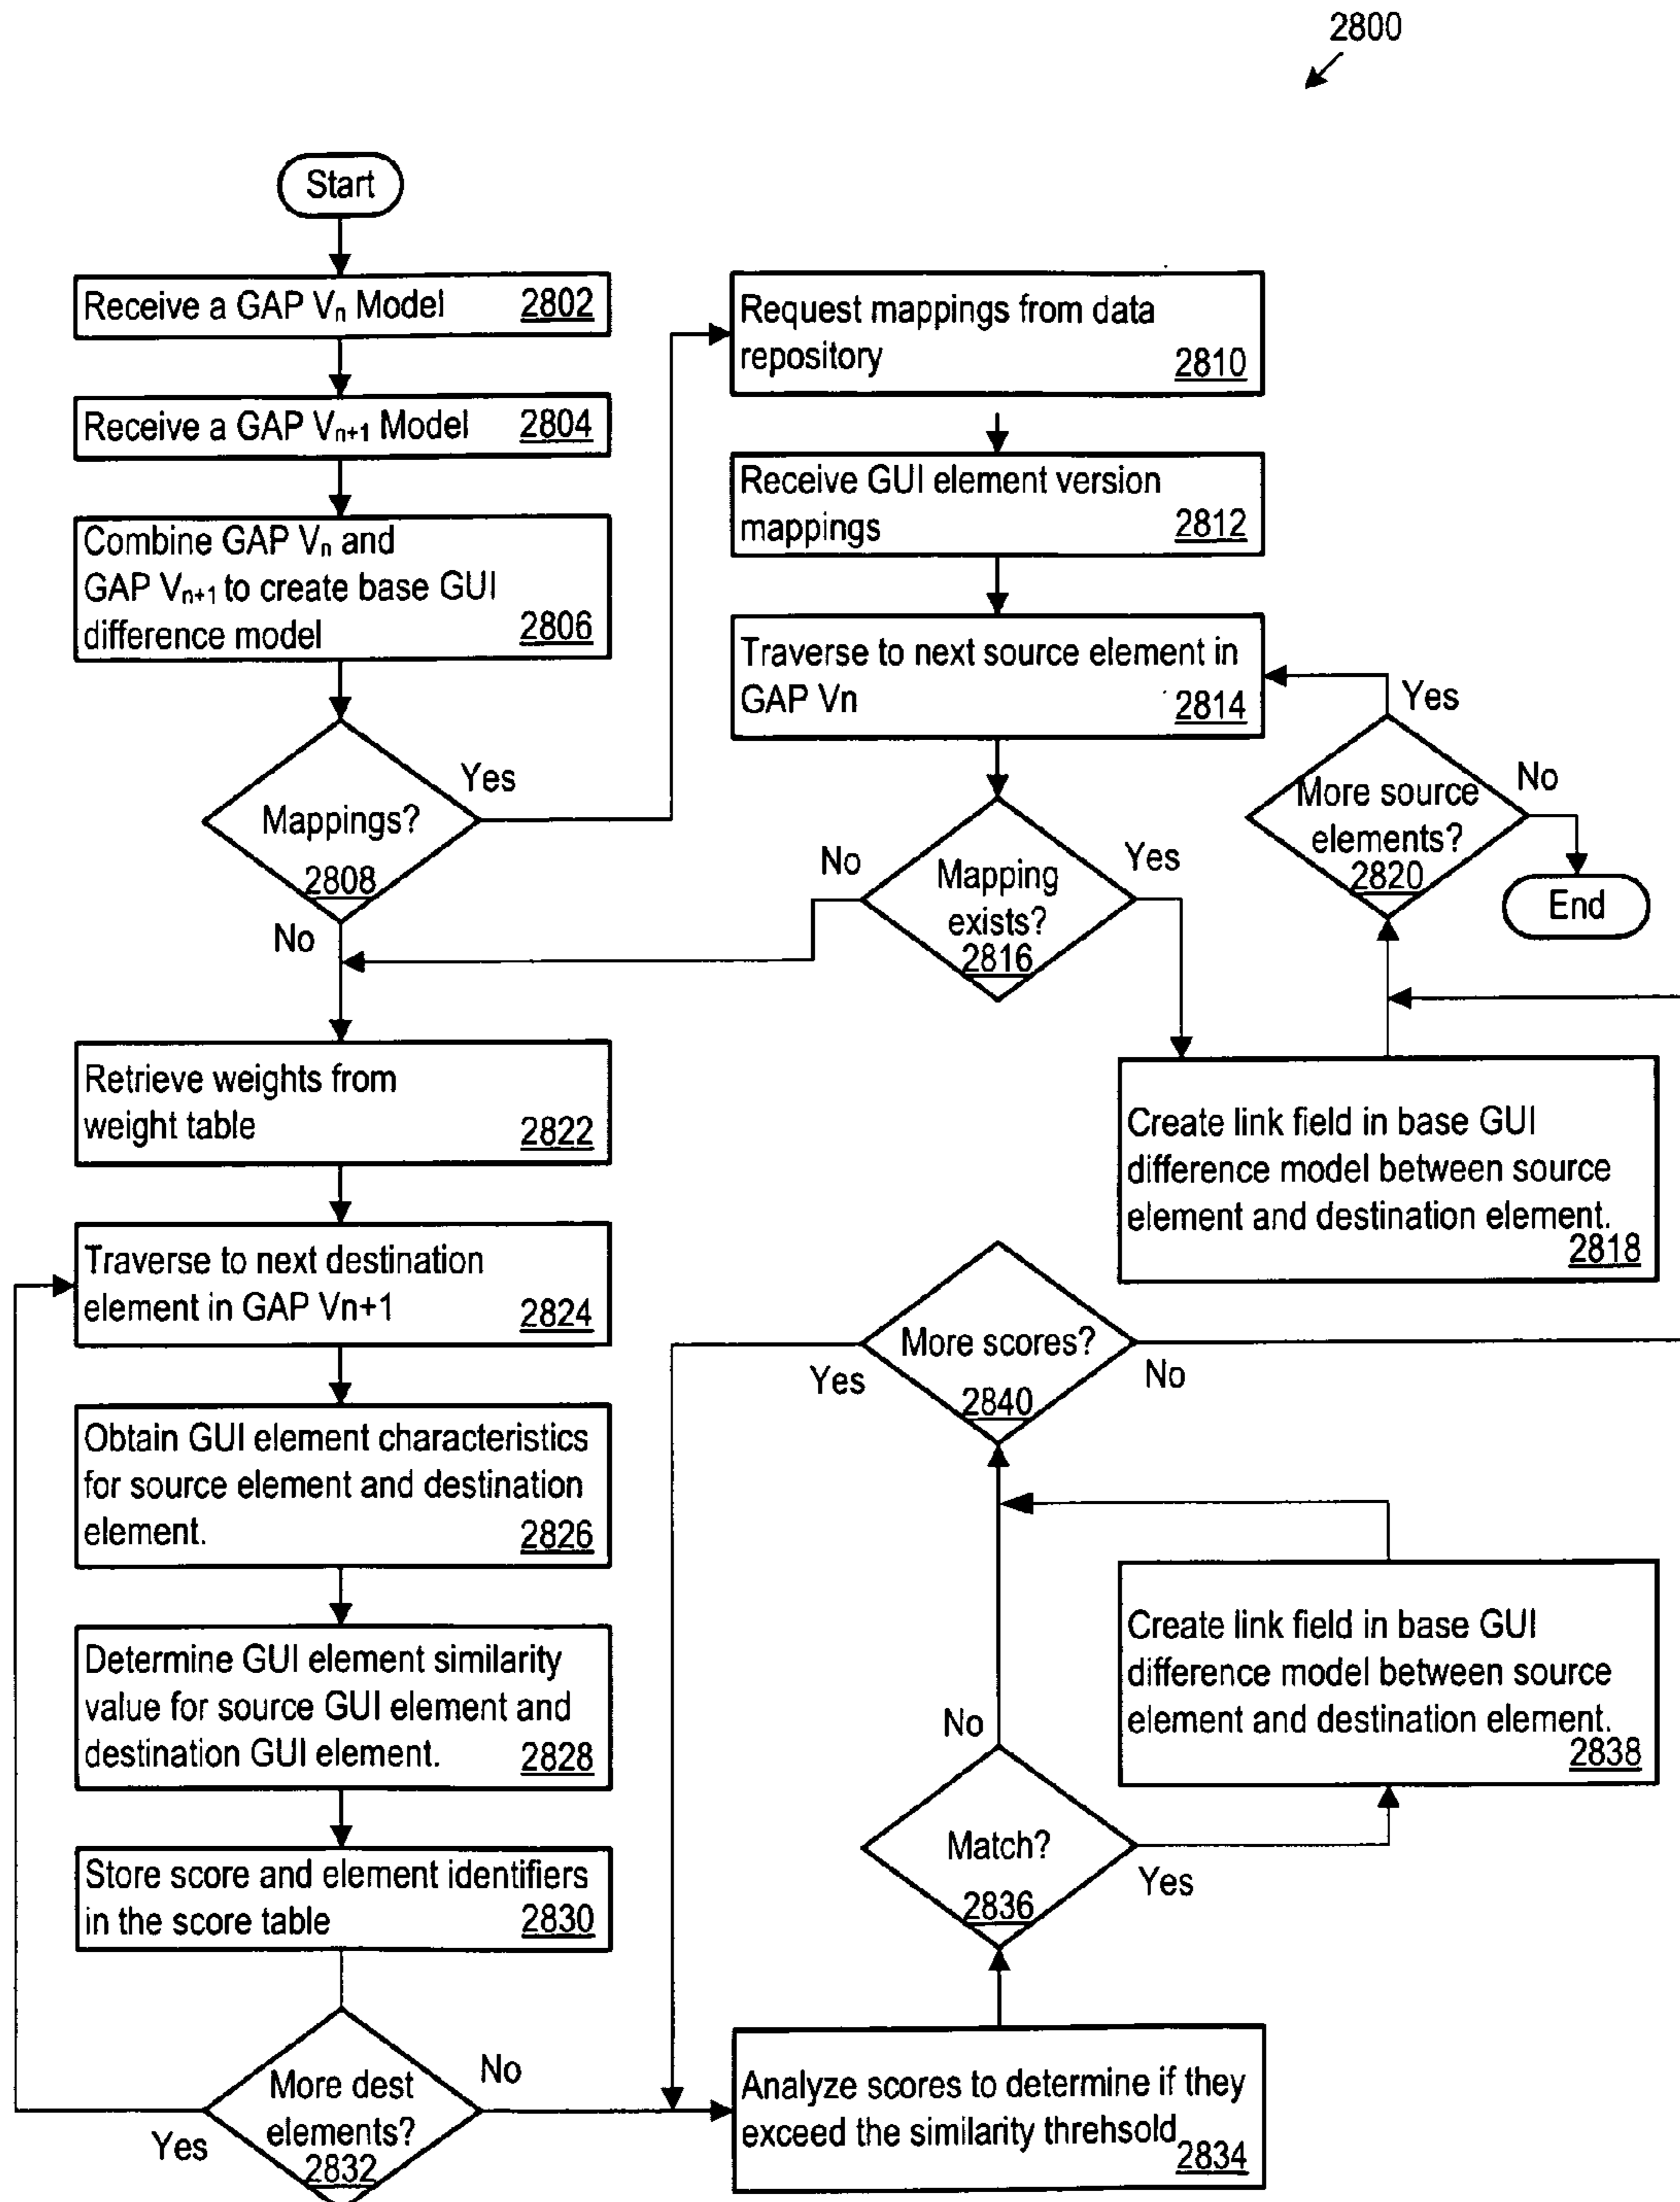 2800
Start
Receive a GAP Vn Model 2802
Receive a GAP Vn+1 Model 2804
Combine GAP Vn and
GAP Vn+1 to create base GUI
difference model 2806
Mappings?
2808
Yes
No
Request mappings from data
repository 2810
Receive GUI element version
mappings 2812
Traverse to next source element in
GAP Vn 2814
Mapping
exists?
2816
No
Yes
Create link field in base GUI
difference model between source
element and destination element.
2818
More source
elements?
2820
Yes
No
End
Retrieve weights from
weight table 2822
Traverse to next destination
element in GAP Vn+1 2824
Obtain GUI element characteristics
for source element and destination
element. 2826
Determine GUI element similarity
value for source GUI element and
destination GUI element. 2828
Store score and element identifiers
in the score table 2830
More dest
elements?
2832
Yes
No
Analyze scores to determine if they
exceed the similarity threhsold
2834
Match?
2836
No
Yes
Create link field in base GUI
difference model between source
element and destination element.
2838
More scores?
2840
Yes
No